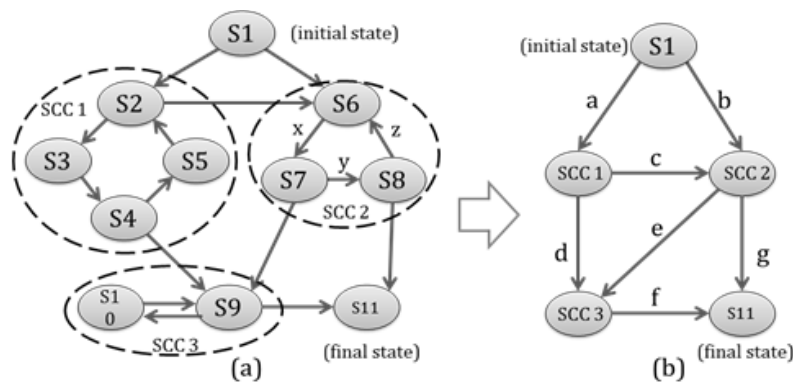 S1 (initial state)
SCC 1
S2
S6
x
z
S3
S5
y
S7
S8
S4
SCC 2
S1
0
S9
S11
SCC 3
(final state)
(a)
(initial state)
S1
a
b
SCC 1
c
SCC 2
d
e
g
SCC 3
f
S11
(final state)
(b)